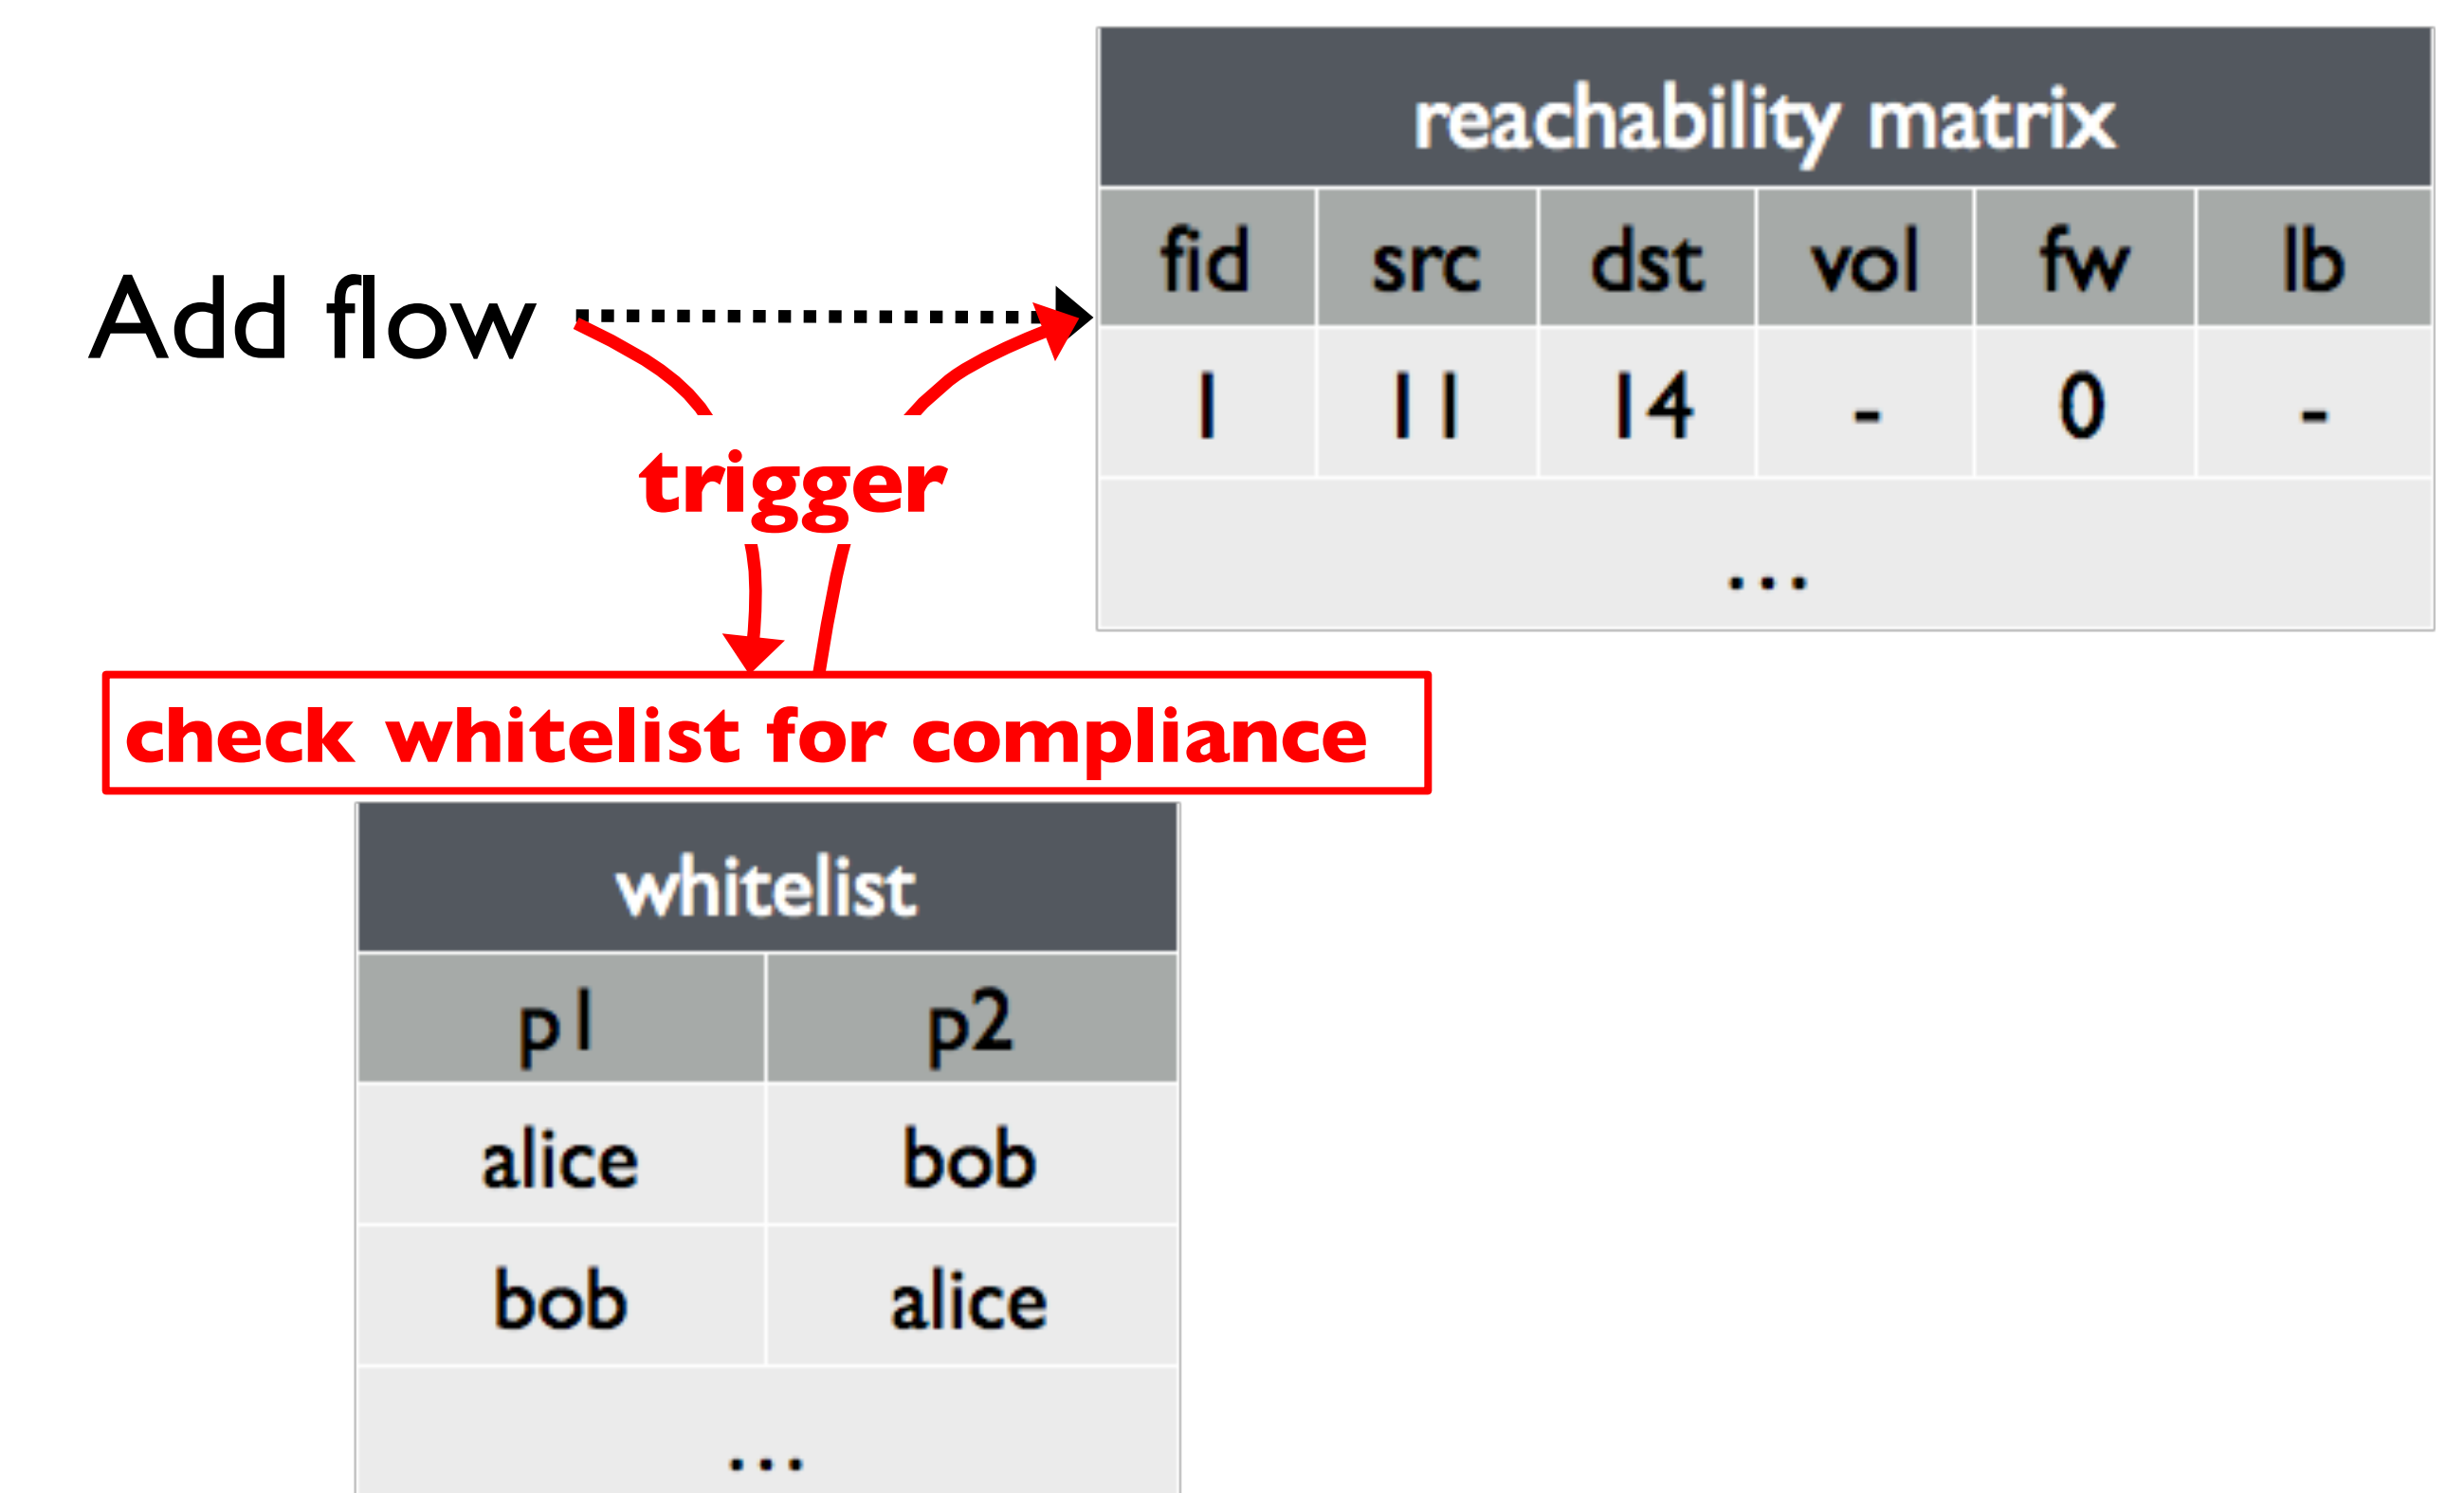 reachability matrix
fid src dst vol fw lb
1 11 14 - 0 -
...
Add flow
trigger
check whitelist for compliance
whitelist
p1 p2
alice bob
bob alice
...